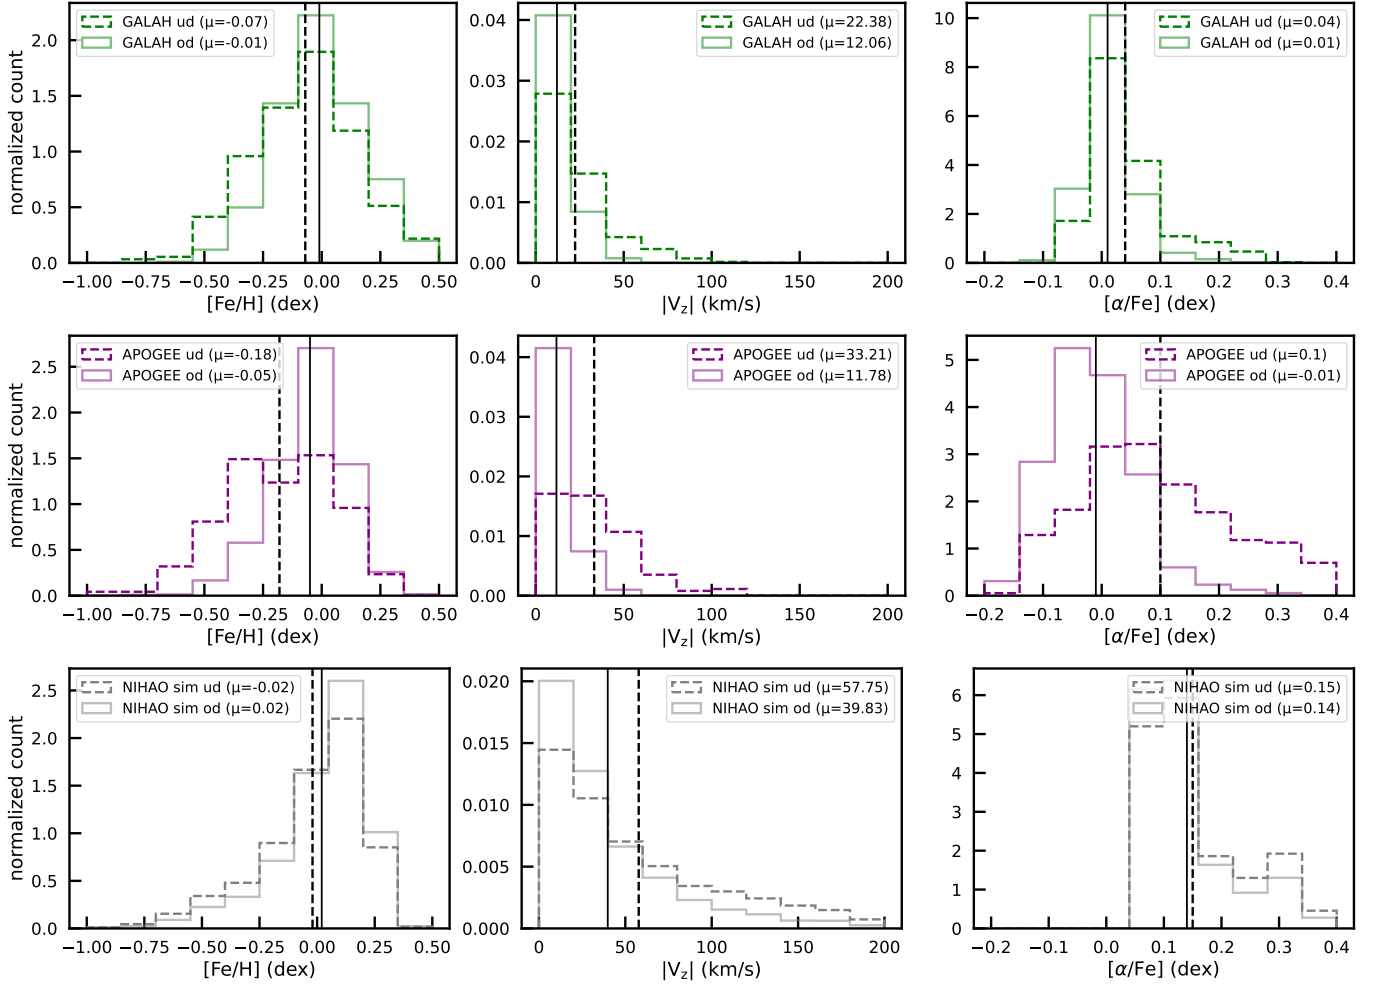 GALAH ud (μ=-0.07)
GALAH od (μ=-0.01)
normalized count
2.0
1.5
1.0
0.5
0.0
−1.00 −0.75 −0.50 −0.25 0.00 0.25 0.50
[Fe/H] (dex)
GALAH ud (μ=22.38)
GALAH od (μ=12.06)
0.04
0.03
0.02
0.01
0.00
0 50 100 150 200
|Vz| (km/s)
GALAH ud (μ=0.04)
GALAH od (μ=0.01)
10
8
6
4
2
0
−0.1 0.0 0.1 0.2 0.3 0.4
[α/Fe] (dex)
APOGEE ud (μ=-0.18)
APOGEE od (μ=-0.05)
normalized count
2.5
2.0
1.5
1.0
0.5
0.0
−1.00 −0.75 −0.50 −0.25 0.00 0.25 0.50
[Fe/H] (dex)
APOGEE ud (μ=33.21)
APOGEE od (μ=11.78)
0.04
0.03
0.02
0.01
0.00
0 50 100 150 200
|Vz| (km/s)
APOGEE ud (μ=0.1)
APOGEE od (μ=-0.01)
5
4
3
2
1
0
−0.2 −0.1 0.0 0.1 0.2 0.3 0.4
[α/Fe] (dex)
NIHAO sim ud (μ=-0.02)
NIHAO sim od (μ=0.02)
normalized count
2.5
2.0
1.5
1.0
0.5
0.0
−1.00 −0.75 −0.50 −0.25 0.00 0.25 0.50
[Fe/H] (dex)
NIHAO sim ud (μ=57.75)
NIHAO sim od (μ=39.83)
0.020
0.015
0.010
0.005
0.000
0 50 100 150 200
|Vz| (km/s)
NIHAO sim ud (μ=0.15)
NIHAO sim od (μ=0.14)
6
5
4
3
2
1
0
−0.2 −0.1 0.0 0.1 0.2 0.3 0.4
[α/Fe] (dex)